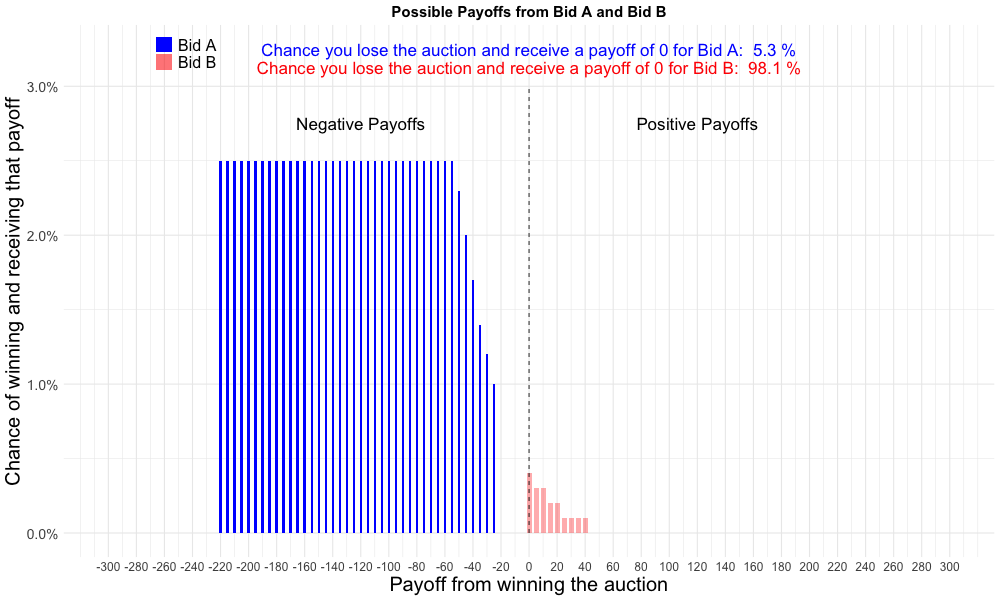 Possible Payoffs from Bid A and Bid B
Bid A
Bid B
Chance you lose the auction and receive a payoff of 0 for Bid A:  5.3 %
Chance you lose the auction and receive a payoff of 0 for Bid B:  98.1 %
Negative Payoffs
Positive Payoffs
Chance of winning and receiving that payoff
3.0%
2.0%
1.0%
0.0%
-300 -280 -260 -240 -220 -200 -180 -160 -140 -120 -100 -80 -60 -40 -20 0 20 40 60 80 100 120 140 160 180 200 220 240 260 280 300
Payoff from winning the auction